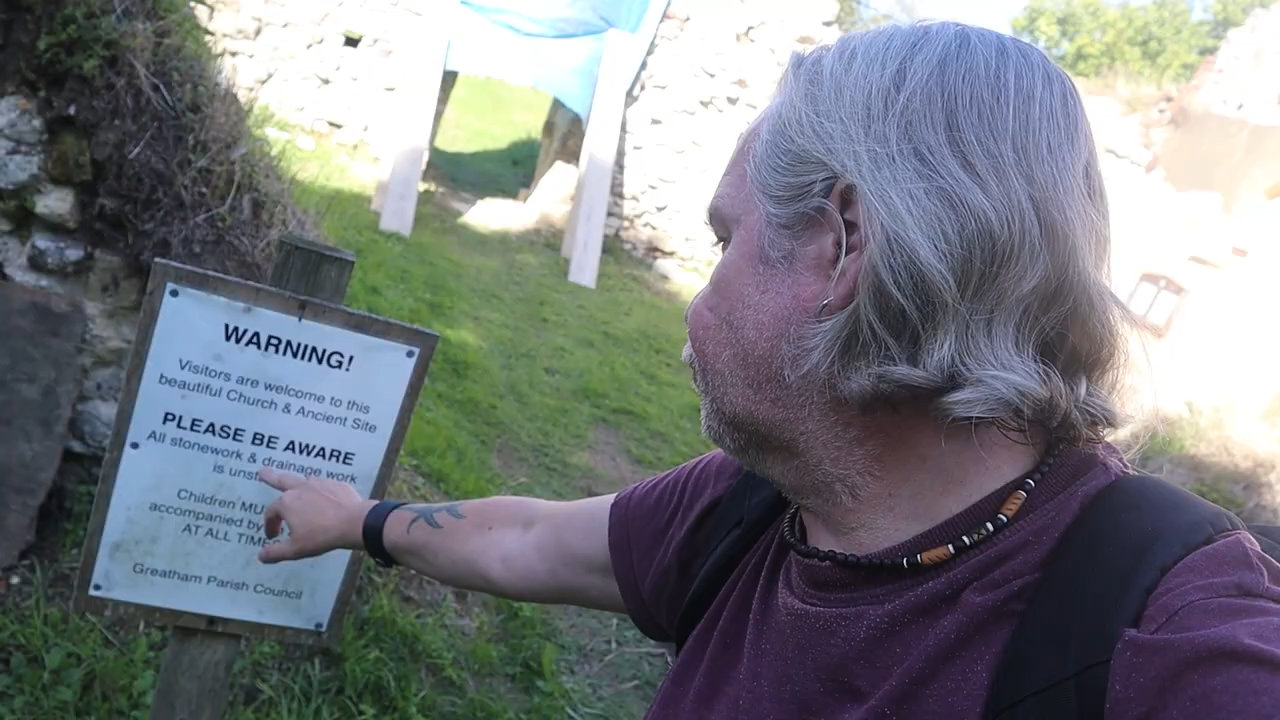 WARNING!
Visitors are welcome to this
beautiful Church & Ancient Site
PLEASE BE AWARE
All stonework & drainage work
is unst
Children MU
accompanied by
AT ALL TIMES
Greatham Parish Council